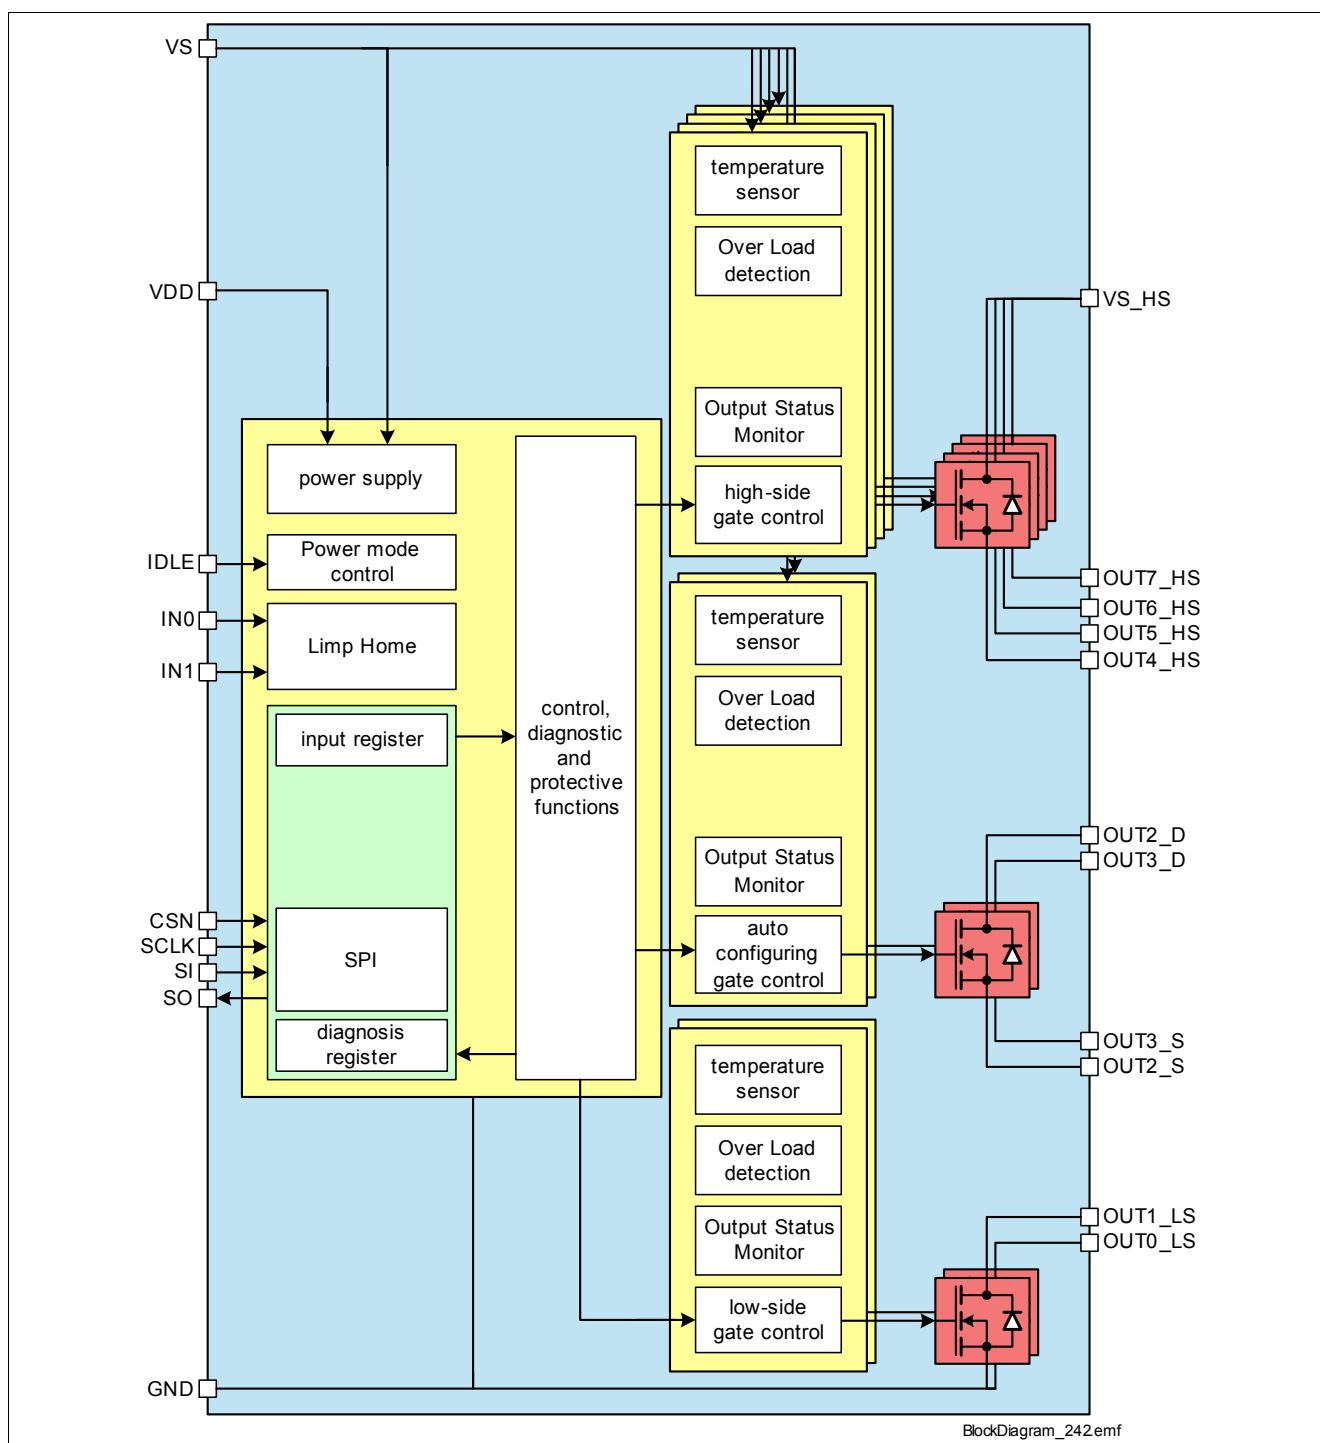 VS
temperature
sensor
Over Load
detection
VDD
VS_HS
Output Status
Monitor
power supply
high-side
gate control
IDLE
Power mode
control
OUT7_HS
IN0
OUT6_HS
temperature
sensor
Limp Home
OUT5_HS
IN1
OUT4_HS
control,
diagnostic
and
protective
functions
Over Load
detection
input register
OUT2_D
Output Status
Monitor
OUT3_D
CSN
auto
configuring
gate control
SCLK
SPI
SI
SO
diagnosis
register
OUT3_S
temperature
sensor
OUT2_S
Over Load
detection
OUT1_LS
Output Status
Monitor
OUT0_LS
low-side
gate control
GND
BlockDiagram_242.emf